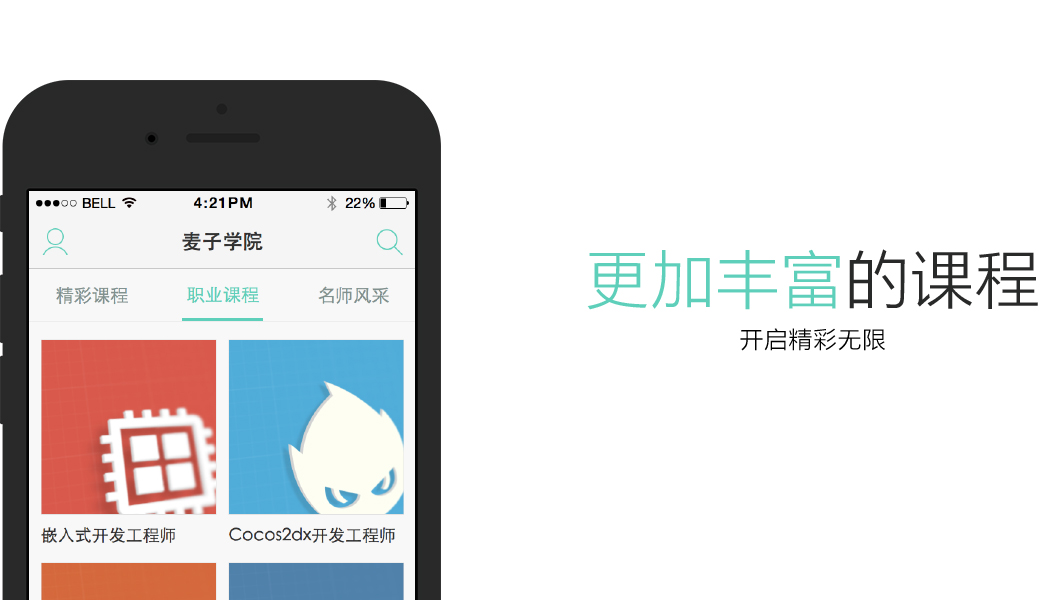 BELL 4:21PM 22%
麦子学院
精彩课程 职业课程 名师风采
嵌入式开发工程师 Cocos2dx开发工程师
更加丰富的课程
开启精彩无限